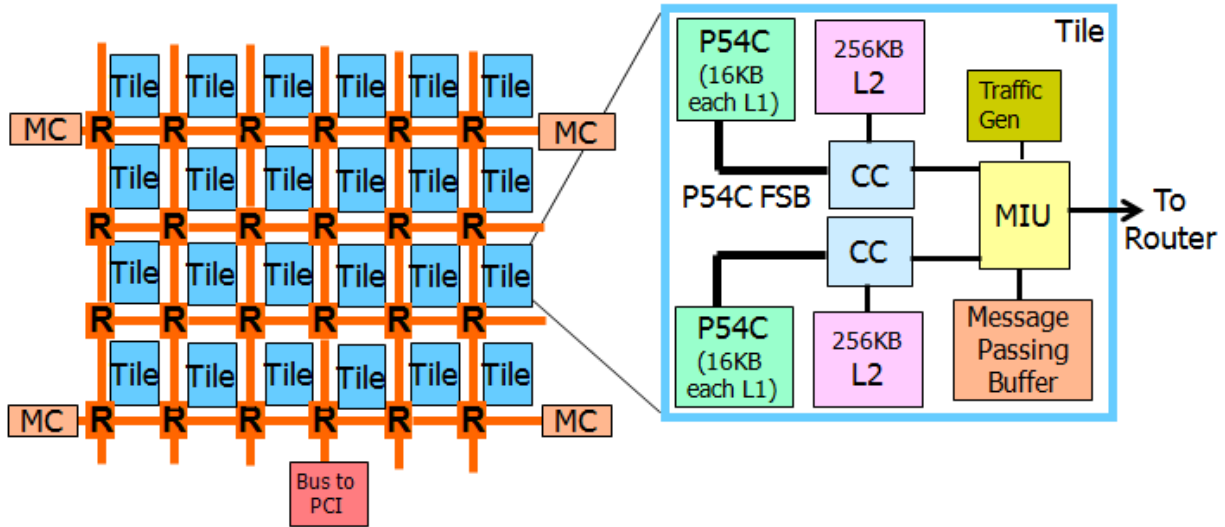 Tile Tile Tile Tile Tile Tile
MC R R R R R R MC
Tile Tile Tile Tile Tile Tile
R R R R R R
Tile Tile Tile Tile Tile Tile
R R R R R R
Tile Tile Tile Tile Tile Tile
MC R R R R R R MC
Bus to
PCI
Tile
P54C
(16KB
each L1)
256KB
L2
Traffic
Gen
CC
P54C FSB
MIU
To
Router
CC
P54C
(16KB
each L1)
256KB
L2
Message
Passing
Buffer